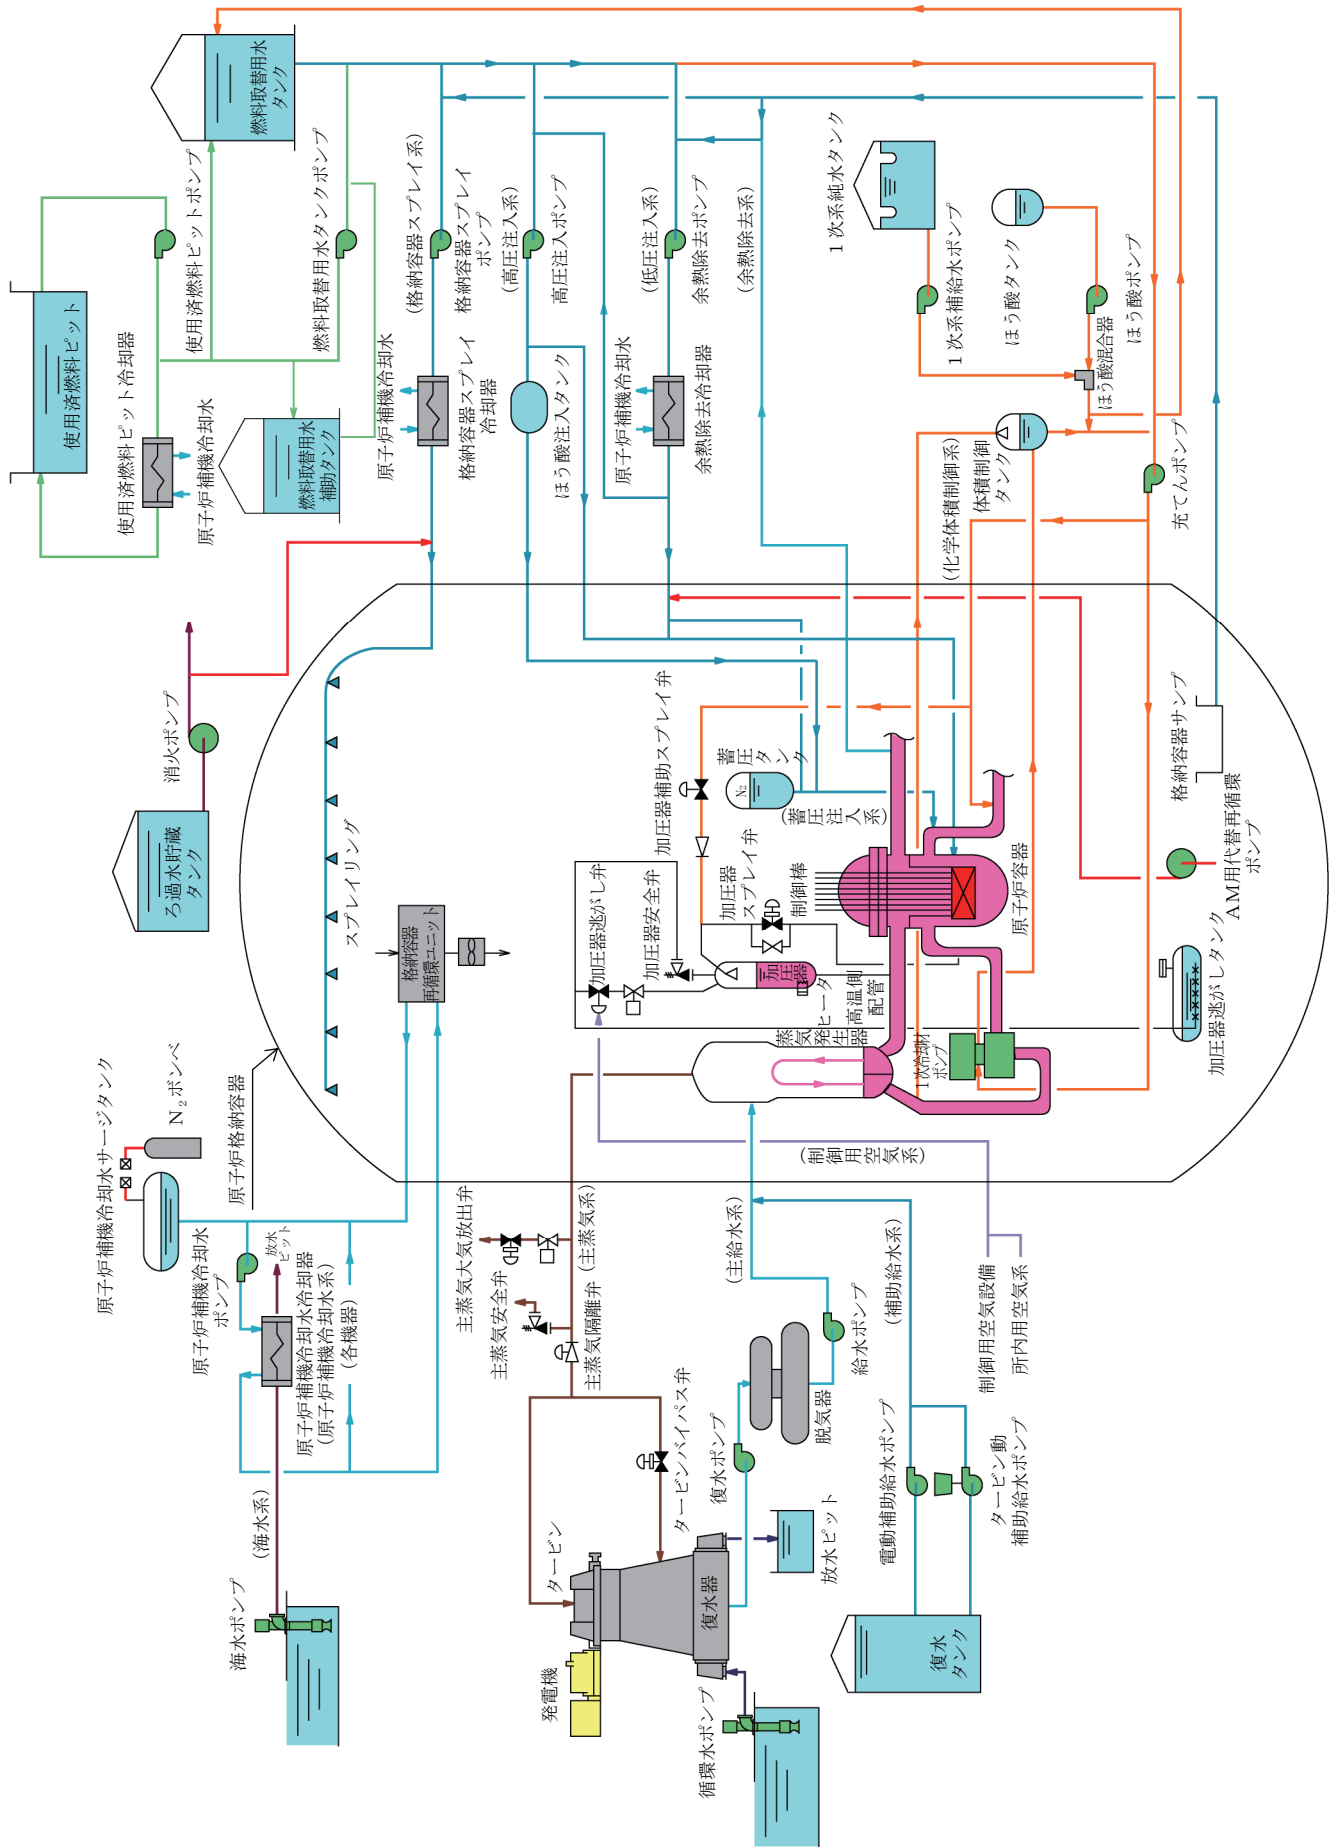 海水ポンプ
(海水系)
原子炉補機冷却水サージタンク
N₂ボンベ
原子炉補機冷却水
ポンプ
放水
ピット
原子炉補機冷却水冷却器
(原子炉補機冷却水系)
(各機器)
原子炉格納容器
ろ過水貯蔵
タンク
消火ポンプ
スプレイリング
格納容器
再循環ユニット
使用済燃料ピット
使用済燃料ピット冷却器
原子炉補機冷却水
使用済燃料ピットポンプ
燃料取替用水
タンク
燃料取替用水
補助タンク
燃料取替用水タンクポンプ
原子炉補機冷却水
(格納容器スプレイ系)
格納容器スプレイ
ポンプ
格納容器スプレイ
冷却器
(高圧注入系)
高圧注入ポンプ
ほう酸注入タンク
原子炉補機冷却水
(低圧注入系)
余熱除去ポンプ
余熱除去冷却器
(余熱除去系)
1次系純水タンク
1次系補給水ポンプ
ほう酸タンク
ほう酸ポンプ
ほう酸混合器
(化学体積制御系)
体積制御
タンク
充てんポンプ
発電機
タービン
復水器
循環水ポンプ
主蒸気大気放出弁
主蒸気安全弁
(主蒸気系)
主蒸気隔離弁
タービンバイパス弁
復水ポンプ
放水ピット
脱気器
給水ポンプ
(主給水系)
(補助給水系)
電動補助給水ポンプ
タービン動
補助給水ポンプ
復水
タンク
制御用空気設備
所内用空気系
(制御用空気系)
加圧器逃がし弁
加圧器安全弁
加圧器補助スプレイ弁
加圧器
スプレイ弁
加圧器
ヒータ
高温側
配管
蒸気
発生器
1次冷却材
ポンプ
蓄圧
タンク
N₂
(蓄圧
注入系)
制御棒
原子炉容器
格納容器サンプ
AM用代替再循環
ポンプ
加圧器逃がしタンク